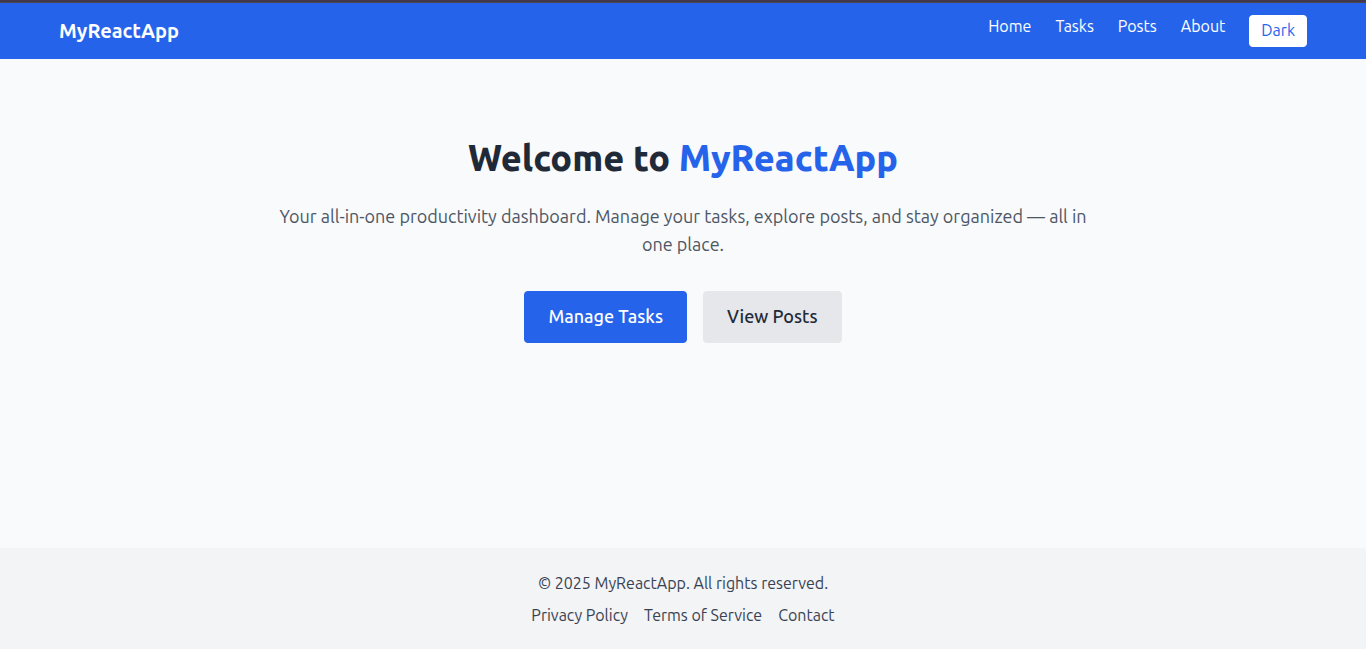 MyReactApp
Home Tasks Posts About Dark
Welcome to MyReactApp
Your all-in-one productivity dashboard. Manage your tasks, explore posts, and stay organized — all in
one place.
Manage Tasks View Posts
© 2025 MyReactApp. All rights reserved.
Privacy Policy Terms of Service Contact